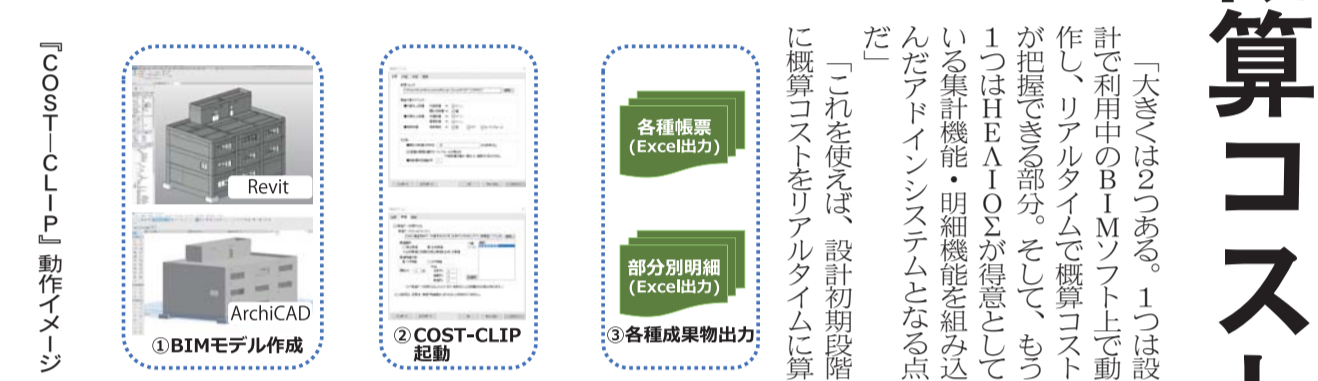 算コスト
「大きくは2つある。1つは設
計で利用中のBIMソフト上で動
作し、リアルタイムで概算コスト
が把握できる部分。そして、もう
1つはHEΛIOΣが得意として
いる集計機能・明細機能を組み込
んだアドインシステムとなる点
だ」
「これを使えば、設計初期段階
に概算コストをリアルタイムに算
各種帳票
(Excel出力)
部分別明細
(Excel出力)
③各種成果物出力
②COST-CLIP
起動
Revit
ArchiCAD
①BIMモデル作成
『COST―CLIP』動作イメージ